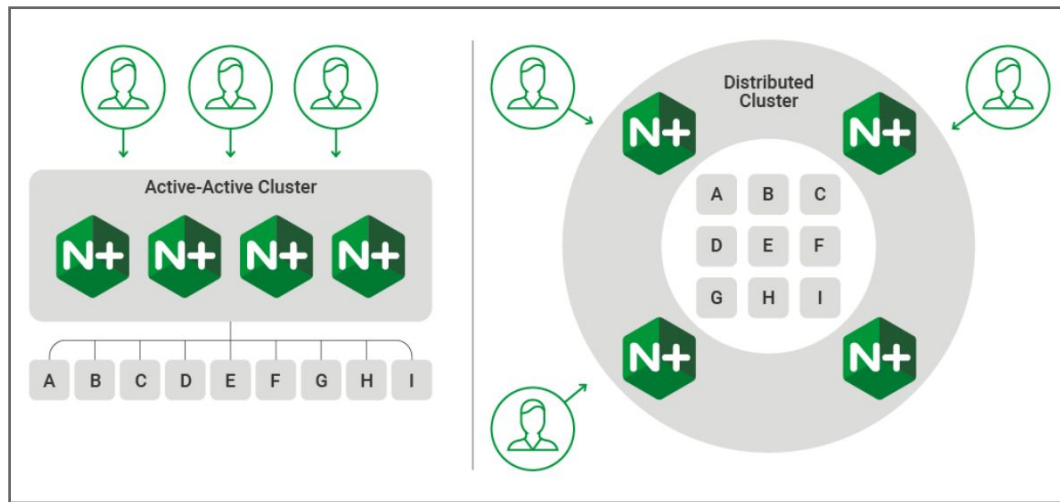 Active-Active Cluster
N+ N+ N+ N+
A B C D E F G H I
Distributed
Cluster
N+ N+
A B C
D E F
G H I
N+ N+